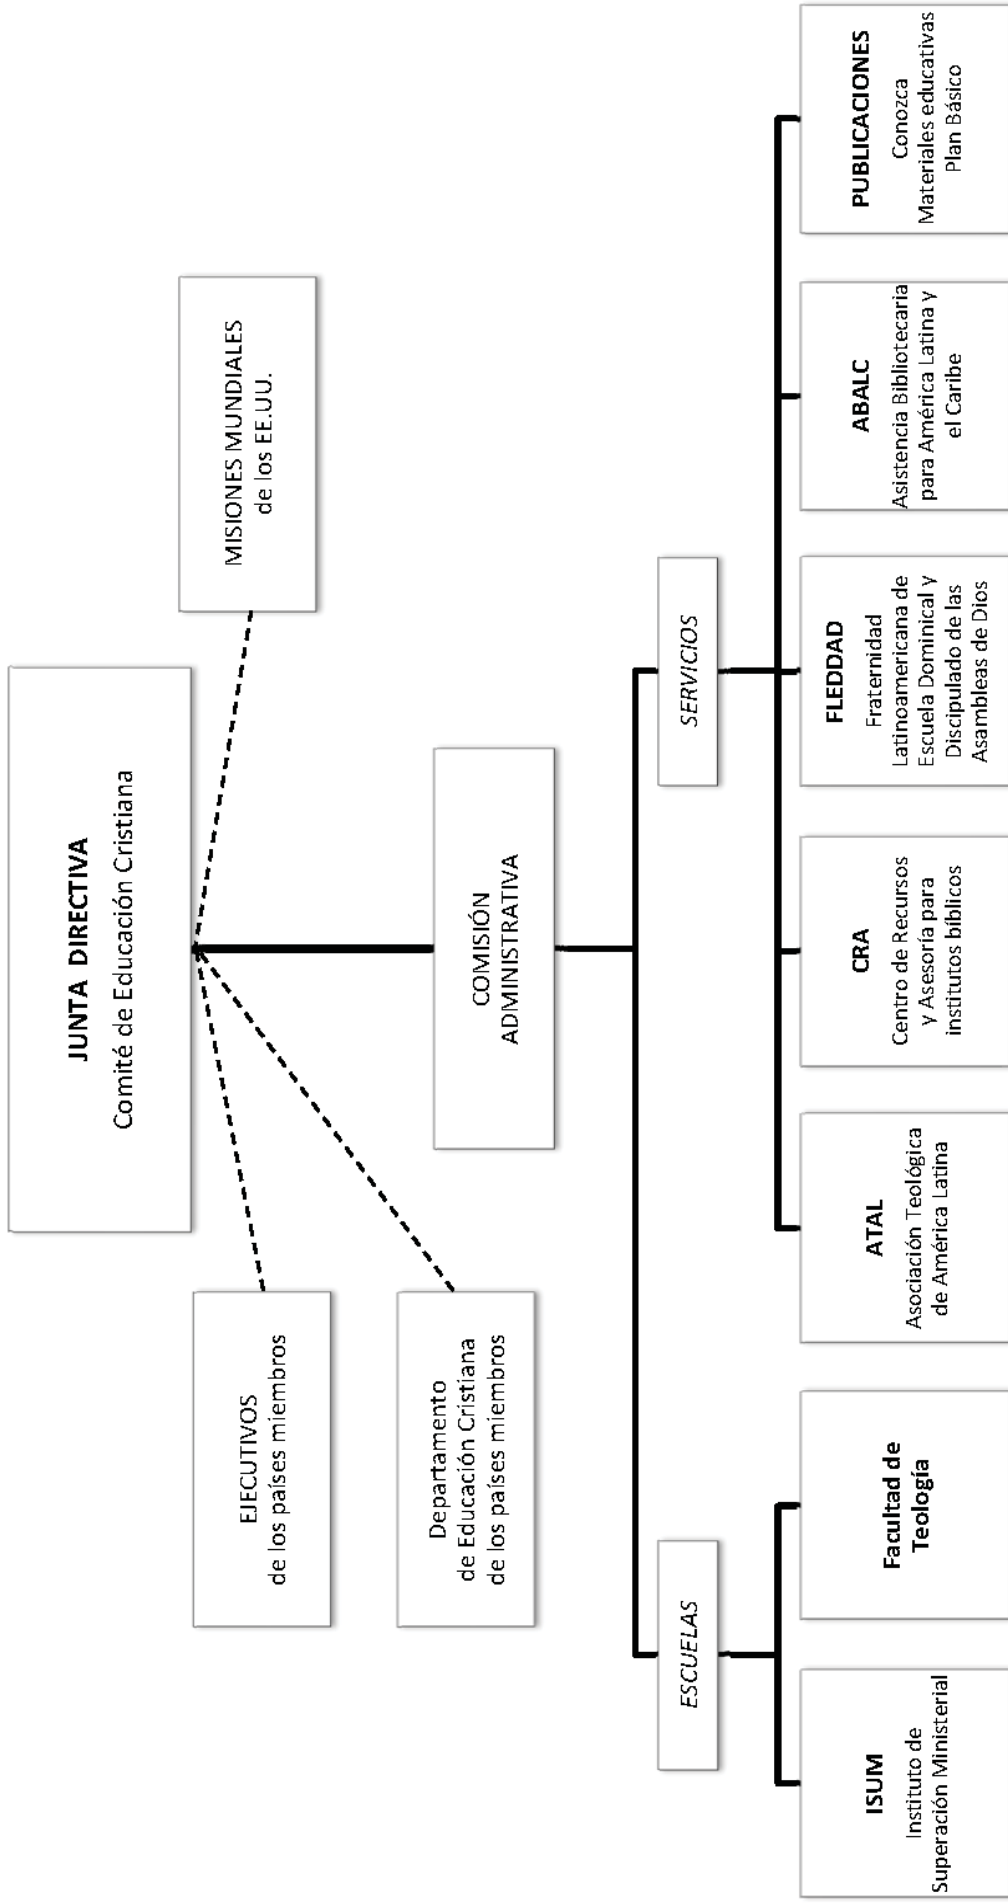 JUNTA DIRECTIVA
Comité de Educación Cristiana
MISIONES MUNDIALES
de los EE.UU.
EJECUTIVOS
de los países miembros
Departamento
de Educación Cristiana
de los países miembros
COMISIÓN
ADMINISTRATIVA
ESCUELAS
SERVICIOS
ISUM
Instituto de
Superación Ministerial
Facultad de
Teología
ATAL
Asociación Teológica
de América Latina
CRA
Centro de Recursos
y Asesoría para
institutos bíblicos
FLEDDAD
Fraternidad
Latinoamericana de
Escuela Dominical y
Discipulado de las
Asambleas de Dios
ABALC
Asistencia Bibliotecaria
para América Latina y
el Caribe
PUBLICACIONES
Conozca
Materiales educativas
Plan Básico